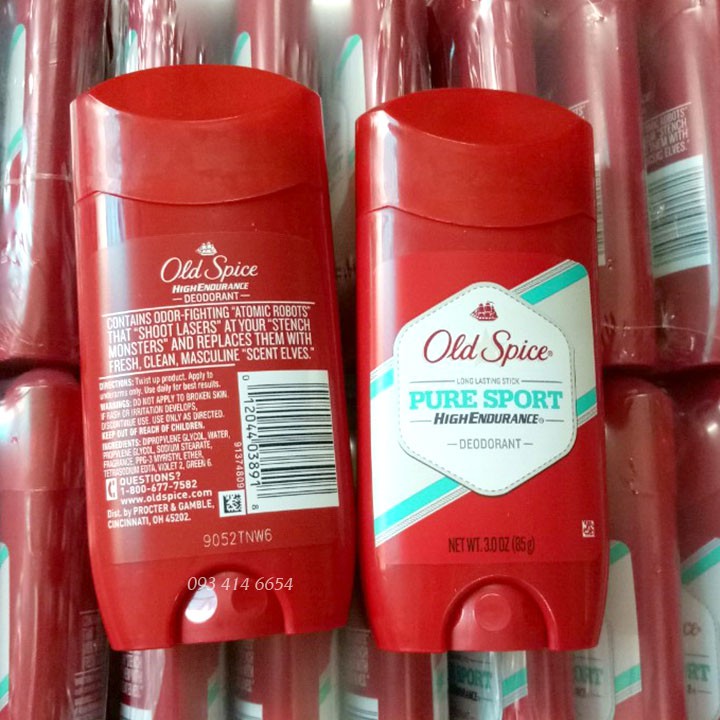 Old Spice
HIGH ENDURANCE
DEODORANT
CONTAINS ODOR-FIGHTING "ATOMIC ROBOTS"
THAT "SHOOT LASERS" AT YOUR "STENCH
MONSTERS" AND REPLACES THEM WITH
FRESH, CLEAN, MASCULINE "SCENT ELVES."
DIRECTIONS: Twist up product. Apply to
underarms only. Use daily for best results.
WARNINGS: DO NOT APPLY TO BROKEN SKIN.
IF RASH OR IRRITATION DEVELOPS,
DISCONTINUE USE. USE ONLY AS DIRECTED.
KEEP OUT OF REACH OF CHILDREN.
INGREDIENTS: DIPROPYLENE GLYCOL, WATER,
PROPYLENE GLYCOL, SODIUM STEARATE,
FRAGRANCE, PPG-3 MYRISTYL ETHER,
TETRASODIUM EDTA, VIOLET 2, GREEN 6.
QUESTIONS?
1-800-677-7582
www.oldspice.com
Dist. by PROCTER & GAMBLE,
CINCINNATI, OH 45202.
91374809
0 12044 03891 8
9052TNW6
093 414 6654
Old Spice®
LONG LASTING STICK
PURE SPORT
HIGH ENDURANCE®
DEODORANT
NET WT. 3.0 OZ (85g)